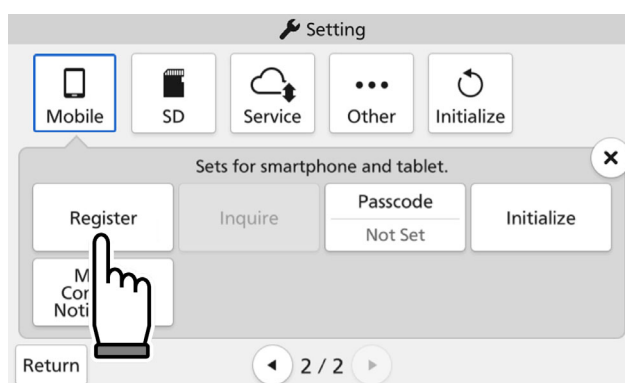 Setting
Mobile
SD
Service
Other
Initialize
Sets for smartphone and tablet.
Register
Inquire
Passcode
Not Set
Initialize
Return
2 / 2